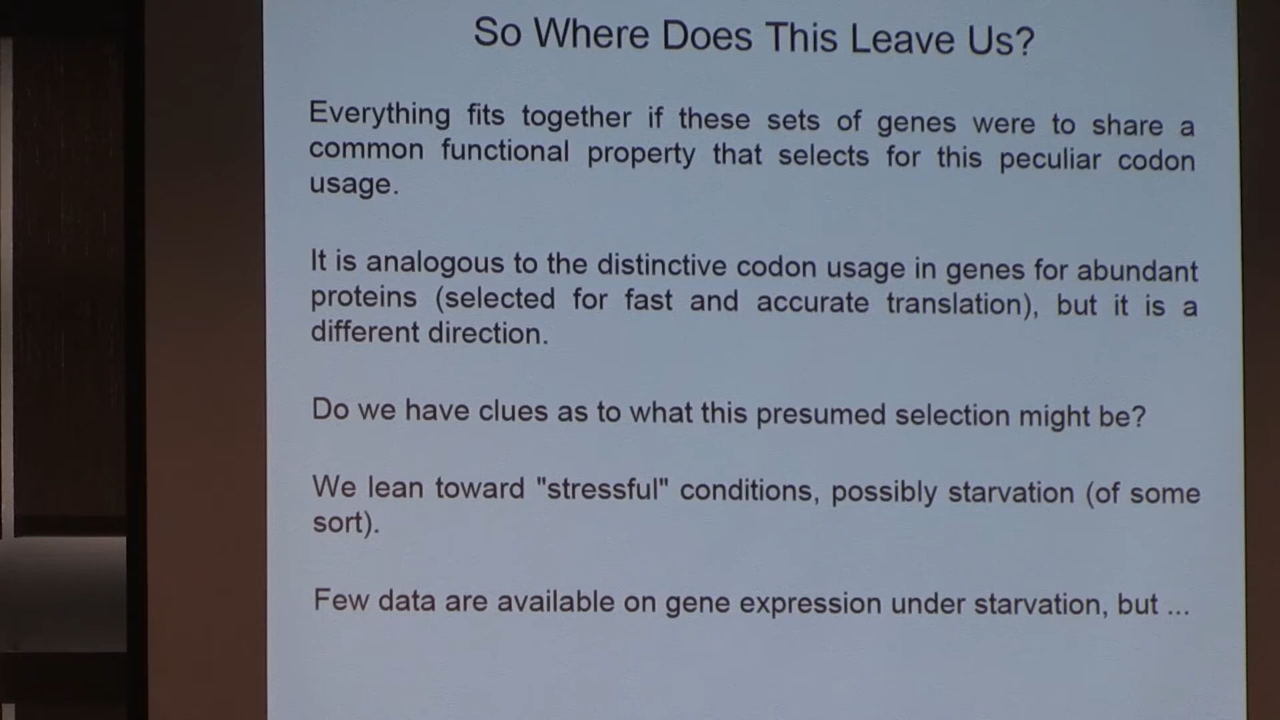 So Where Does This Leave Us?
Everything fits together if these sets of genes were to share a
common functional property that selects for this peculiar codon
usage.
It is analogous to the distinctive codon usage in genes for abundant
proteins (selected for fast and accurate translation), but it is a
different direction.
Do we have clues as to what this presumed selection might be?
We lean toward "stressful" conditions, possibly starvation (of some
sort).
Few data are available on gene expression under starvation, but ...